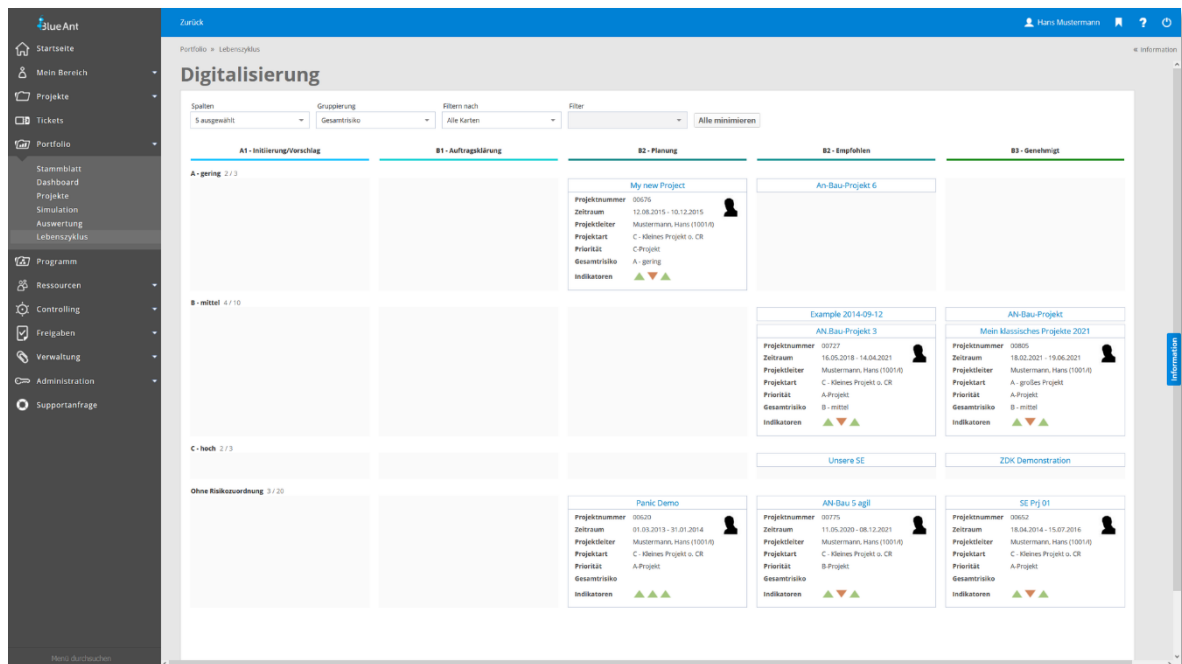 Blue Ant
Zurück
Hans Mustermann
?
Startseite
Mein Bereich
Projekte
Tickets
Portfolio
Stammblatt
Dashboard
Projekte
Simulation
Auswertung
Lebenszyklus
Programm
Ressourcen
Controlling
Freigaben
Verwaltung
Administration
Supportanfrage
Menü durchsuchen
Portfolio » Lebenszyklus
« Information
Digitalisierung
Spalten Gruppierung Filtern nach Filter
5 ausgewählt Gesamtrisiko Alle Karten Alle minimieren
A1 - Initiierung/Vorschlag B1 - Auftragsklärung B2 - Planung B2 - Empfohlen B3 - Genehmigt
A - gering 2 / 3
My new Project
Projektnummer 00676
Zeitraum 12.08.2015 - 10.12.2015
Projektleiter Mustermann, Hans (1001/I)
Projektart C - Kleines Projekt o. CR
Priorität C-Projekt
Gesamtrisiko A - gering
Indikatoren
An-Bau-Projekt 6
B - mittel 4 / 10
Example 2014-09-12
AN.Bau-Projekt 3
Projektnummer 00727
Zeitraum 16.05.2018 - 14.04.2021
Projektleiter Mustermann, Hans (1001/I)
Projektart C - Kleines Projekt o. CR
Priorität A-Projekt
Gesamtrisiko B - mittel
Indikatoren
AN-Bau-Projekt
Mein klassisches Projekte 2021
Projektnummer 00805
Zeitraum 18.02.2021 - 19.06.2021
Projektleiter Mustermann, Hans (1001/I)
Projektart A - großes Projekt
Priorität A-Projekt
Gesamtrisiko B - mittel
Indikatoren
C - hoch 2 / 3
Unsere SE
ZDK Demonstration
Ohne Risikozuordnung 3 / 20
Panic Demo
Projektnummer 00620
Zeitraum 01.03.2013 - 31.01.2014
Projektleiter Mustermann, Hans (1001/I)
Projektart C - Kleines Projekt o. CR
Priorität A-Projekt
Gesamtrisiko
Indikatoren
AN-Bau 5 agil
Projektnummer 00775
Zeitraum 11.05.2020 - 08.12.2021
Projektleiter Mustermann, Hans (1001/I)
Projektart C - Kleines Projekt o. CR
Priorität B-Projekt
Gesamtrisiko
Indikatoren
SE Prj 01
Projektnummer 00652
Zeitraum 18.04.2014 - 15.07.2016
Projektleiter Mustermann, Hans (1001/I)
Projektart C - Kleines Projekt o. CR
Priorität A-Projekt
Gesamtrisiko
Indikatoren
Information